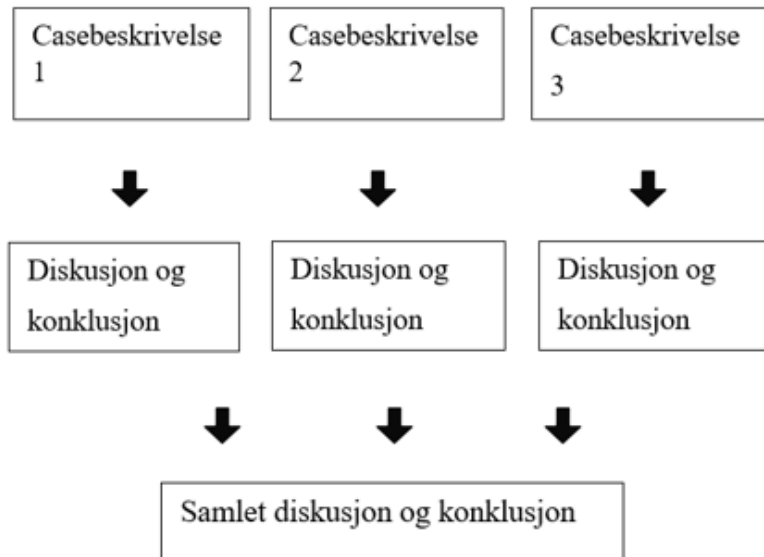 Casebeskrivelse
1
Casebeskrivelse
2
Casebeskrivelse
3
Diskusjon og
konklusjon
Diskusjon og
konklusjon
Diskusjon og
konklusjon
Samlet diskusjon og konklusjon